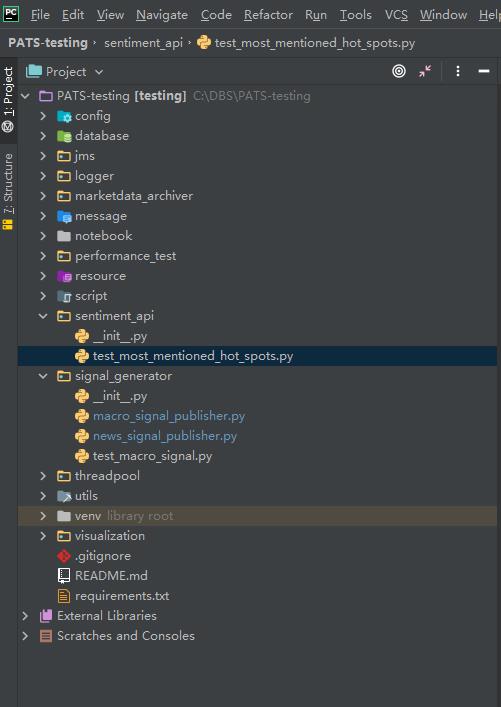 PC File Edit View Navigate Code Refactor Run Tools VCS Window Hel
PATS-testing sentiment_api test_most_mentioned_hot_spots.py
1: Project
7: Structure
Project
PATS-testing [testing] C:\DBS\PATS-testing
config
database
jms
logger
marketdata_archiver
message
notebook
performance_test
resource
script
sentiment_api
__init__.py
test_most_mentioned_hot_spots.py
signal_generator
__init__.py
macro_signal_publisher.py
news_signal_publisher.py
test_macro_signal.py
threadpool
utils
venv library root
visualization
.gitignore
README.md
requirements.txt
External Libraries
Scratches and Consoles